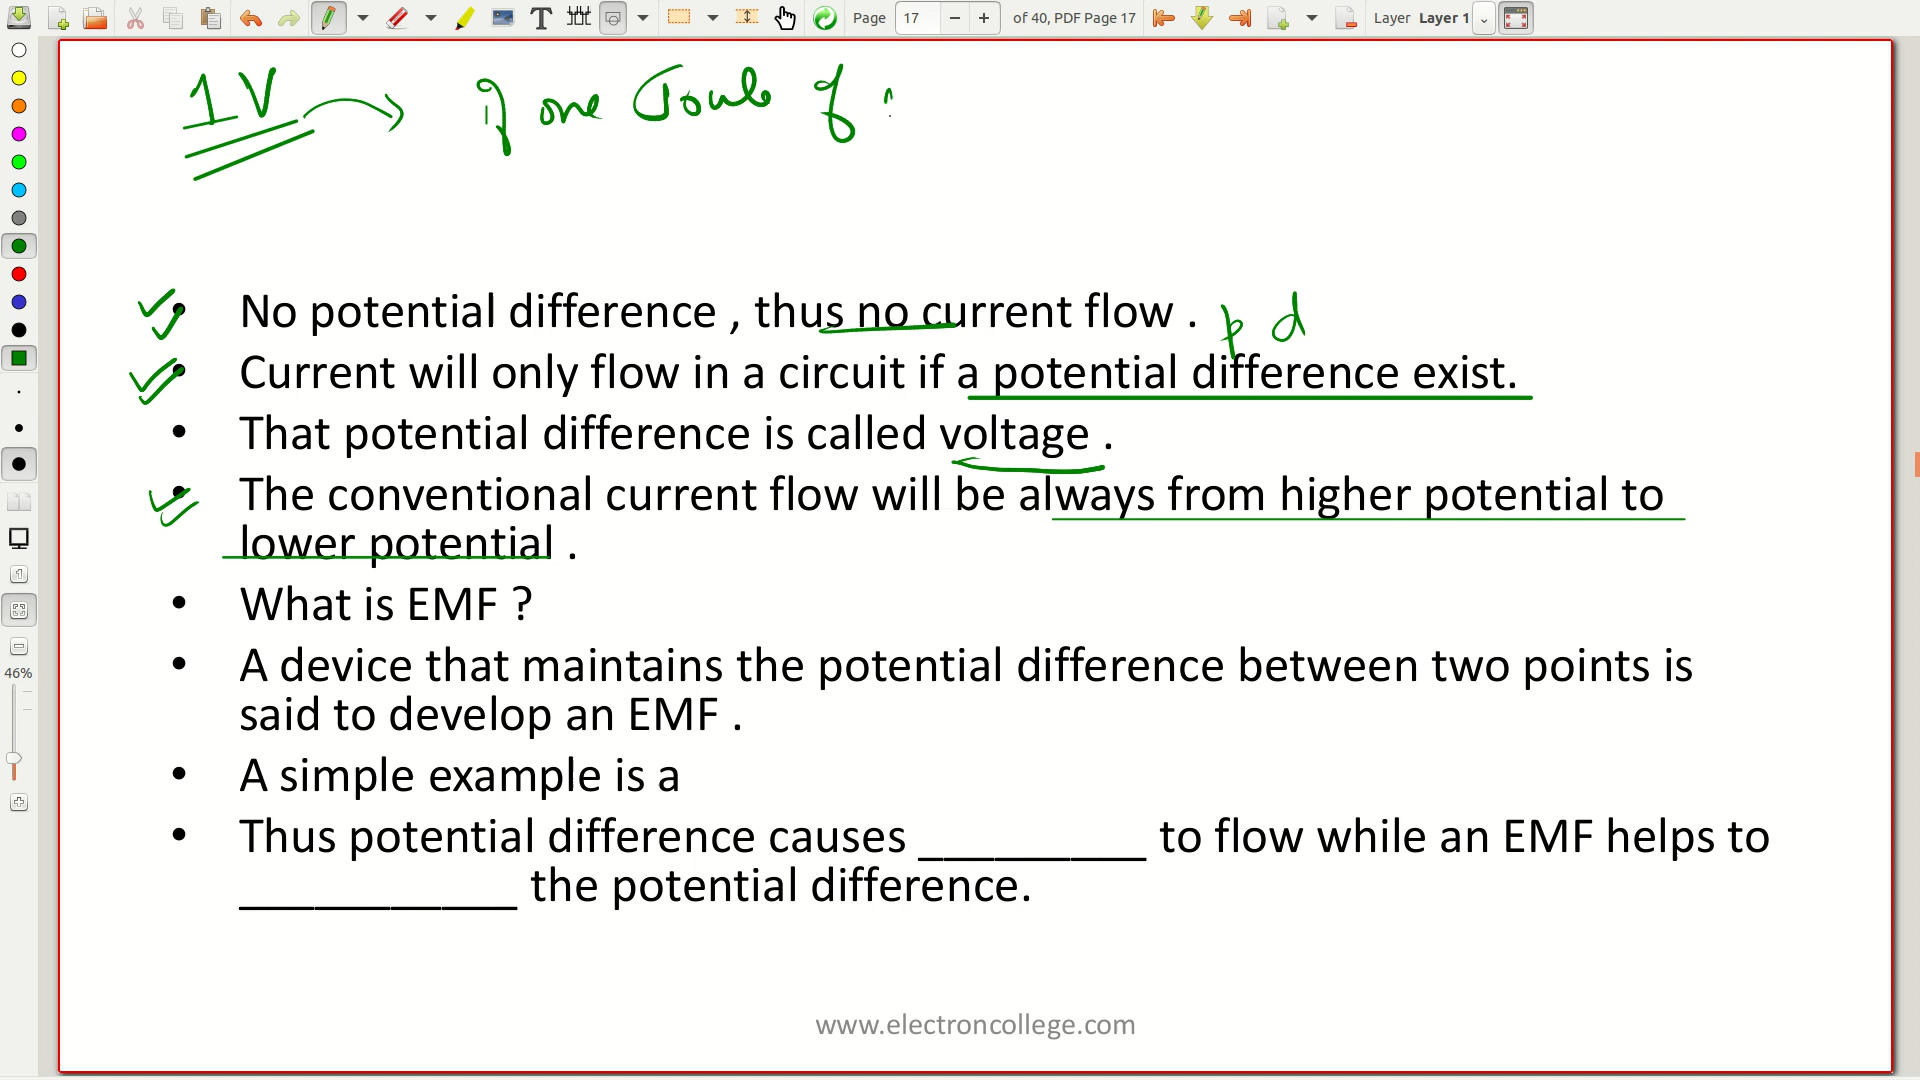 Page 17 of 40, PDF Page 17 Layer Layer 1
1 V if one Joule of
• No potential difference , thus no current flow .
p d
• Current will only flow in a circuit if a potential difference exist.
• That potential difference is called voltage .
• The conventional current flow will be always from higher potential to
lower potential .
• What is EMF ?
• A device that maintains the potential difference between two points is
said to develop an EMF .
• A simple example is a
• Thus potential difference causes _________ to flow while an EMF helps to
___________ the potential difference.
46%
www.electroncollege.com